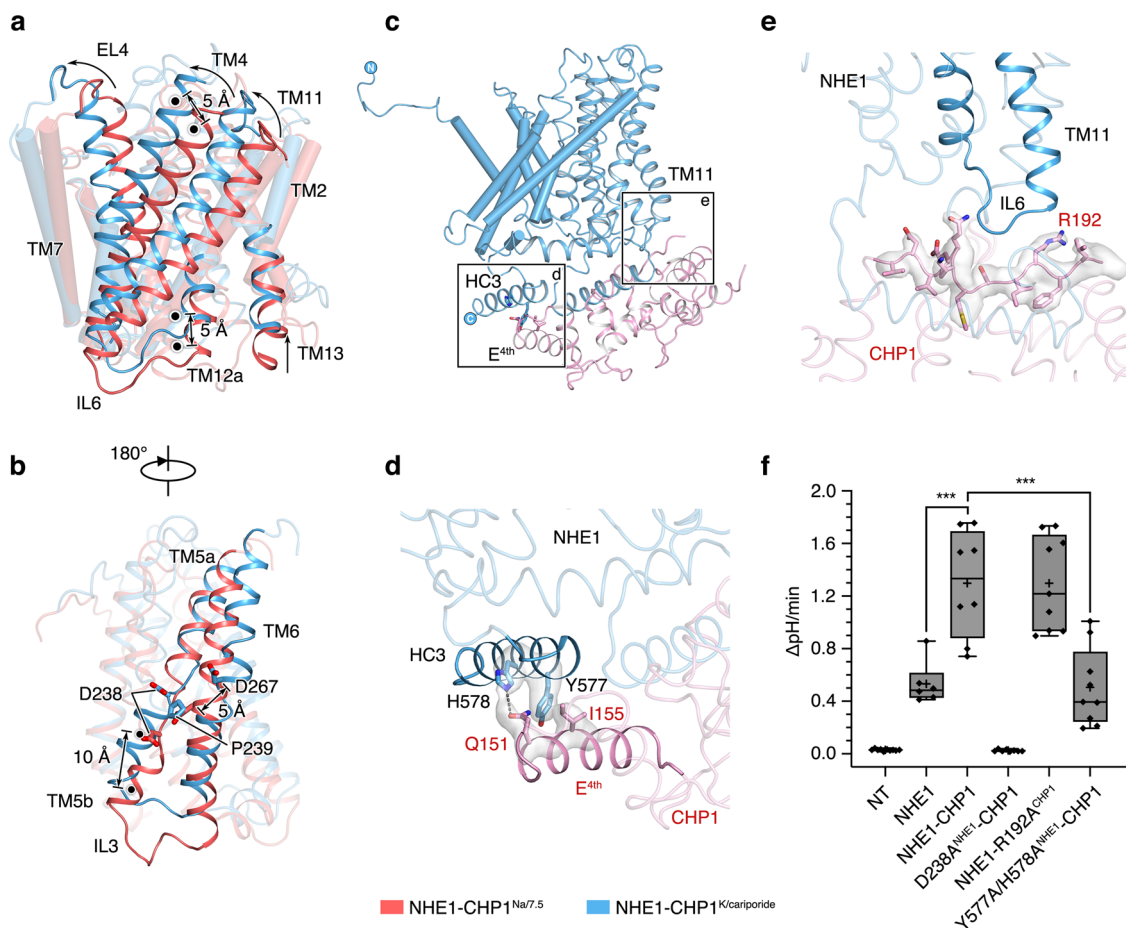 a
EL4
TM4
5 Å
TM11
TM2
TM7
5 Å
TM13
TM12a
IL6
b
180°
TM5a
TM6
D238
D267
5 Å
P239
10 Å
TM5b
IL3
c
N
TM11
e
d
HC3
C
E4th
d
NHE1
HC3
H578
Y577
I155
Q151
E4th
CHP1
e
NHE1
TM11
IL6
R192
CHP1
f
ΔpH/min
2.0
1.6
1.2
0.8
0.4
0.0
***
***
NT
NHE1
NHE1-CHP1
D238ANHE1-CHP1
NHE1-R192ACHP1
Y577A/H578ANHE1-CHP1
NHE1-CHP1Na/7.5
NHE1-CHP1K/cariporide